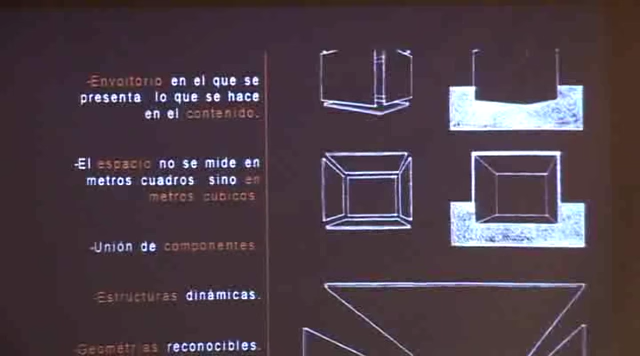 -Envoltorio en el que se
presenta lo que se hace
en el contenido.
-El espacio no se mide en
metros cuadros sino en
metros cubicos.
-Unión de componentes.
-Estructuras dinámicas.
-Geometrías reconocibles.